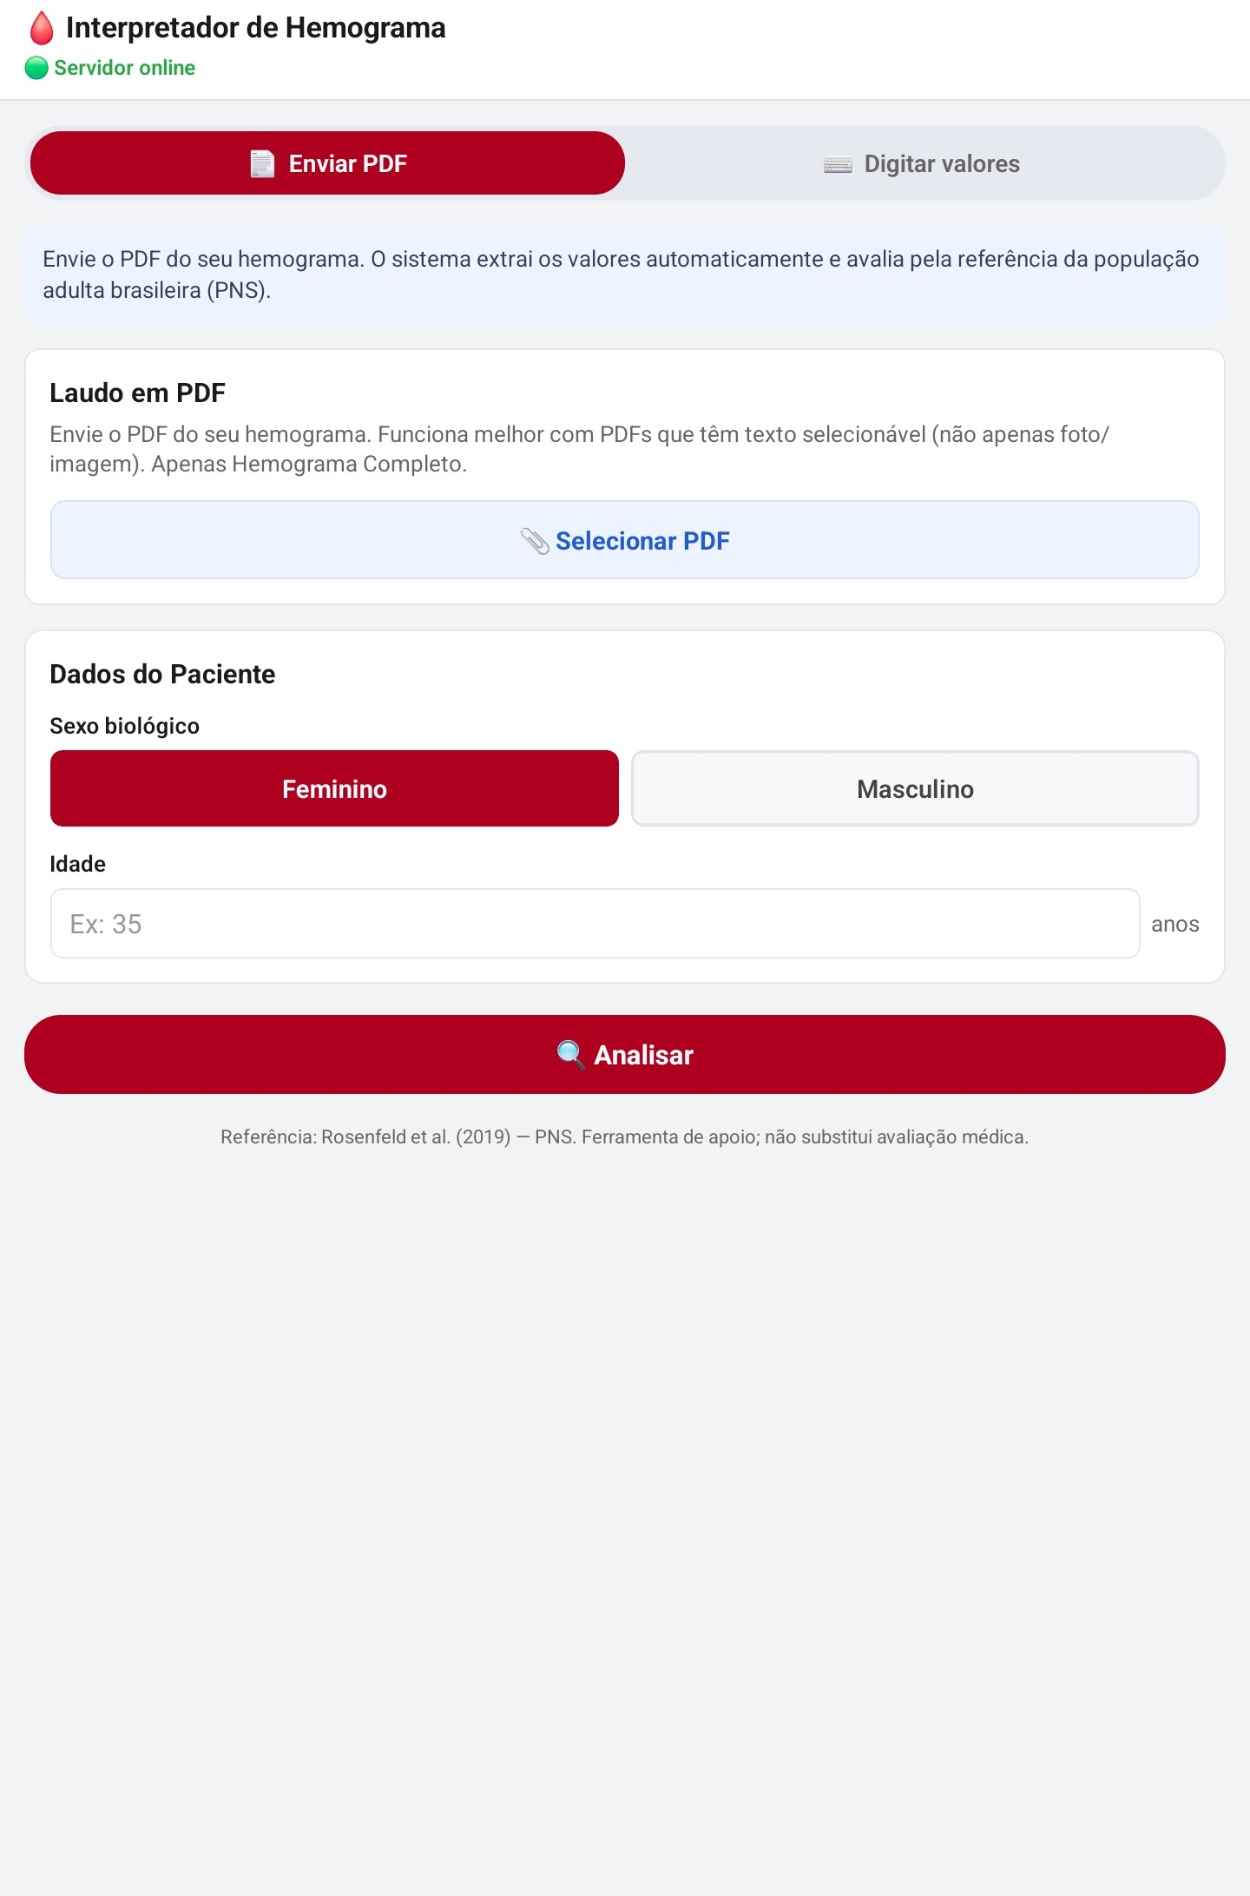 Interpretador de Hemograma
Servidor online
Enviar PDF
Digitar valores
Envie o PDF do seu hemograma. O sistema extrai os valores automaticamente e avalia pela referência da população
adulta brasileira (PNS).
Laudo em PDF
Envie o PDF do seu hemograma. Funciona melhor com PDFs que têm texto selecionável (não apenas foto/
imagem). Apenas Hemograma Completo.
Selecionar PDF
Dados do Paciente
Sexo biológico
Feminino
Masculino
Idade
Ex: 35
anos
Analisar
Referência: Rosenfeld et al. (2019) — PNS. Ferramenta de apoio; não substitui avaliação médica.